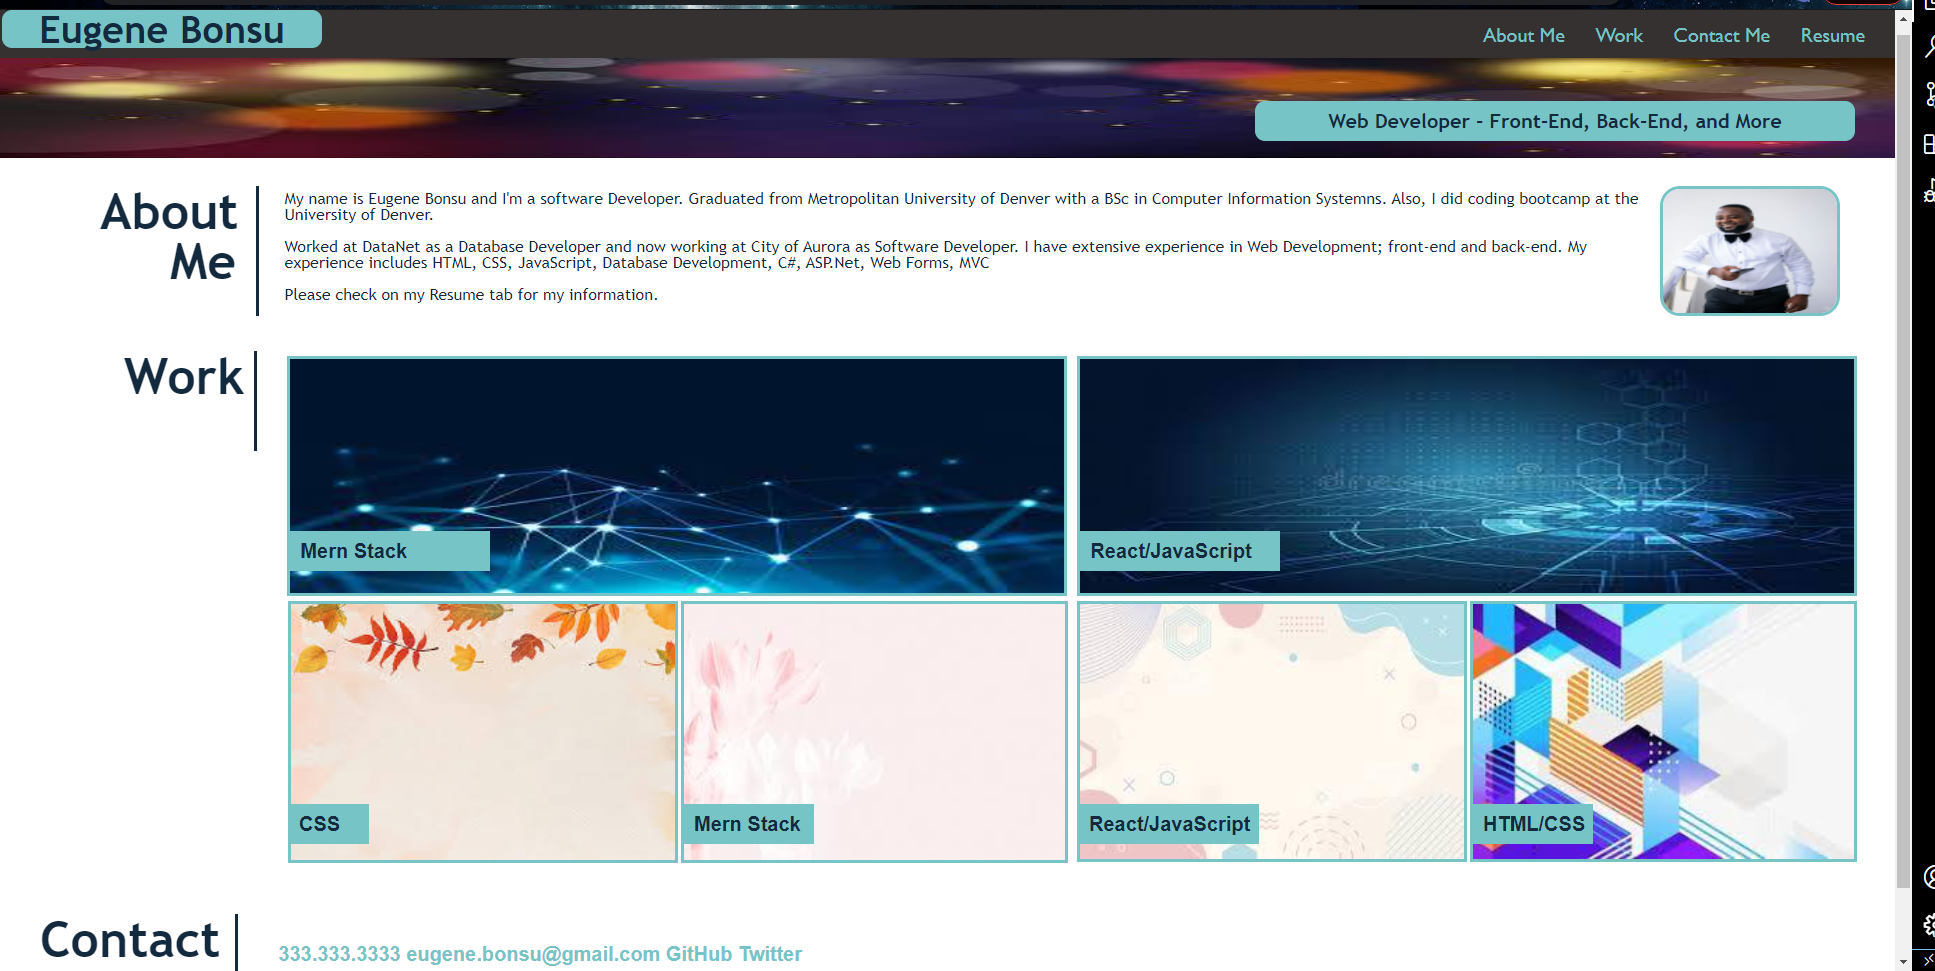 Eugene Bonsu
About Me Work Contact Me Resume
Web Developer - Front-End, Back-End, and More
About
Me
My name is Eugene Bonsu and I'm a software Developer. Graduated from Metropolitan University of Denver with a BSc in Computer Information Systemns. Also, I did coding bootcamp at the
University of Denver.
Worked at DataNet as a Database Developer and now working at City of Aurora as Software Developer. I have extensive experience in Web Development; front-end and back-end. My
experience includes HTML, CSS, JavaScript, Database Development, C#, ASP.Net, Web Forms, MVC
Please check on my Resume tab for my information.
Work
Mern Stack
React/JavaScript
CSS
Mern Stack
React/JavaScript
HTML/CSS
Contact
333.333.3333 eugene.bonsu@gmail.com GitHub Twitter